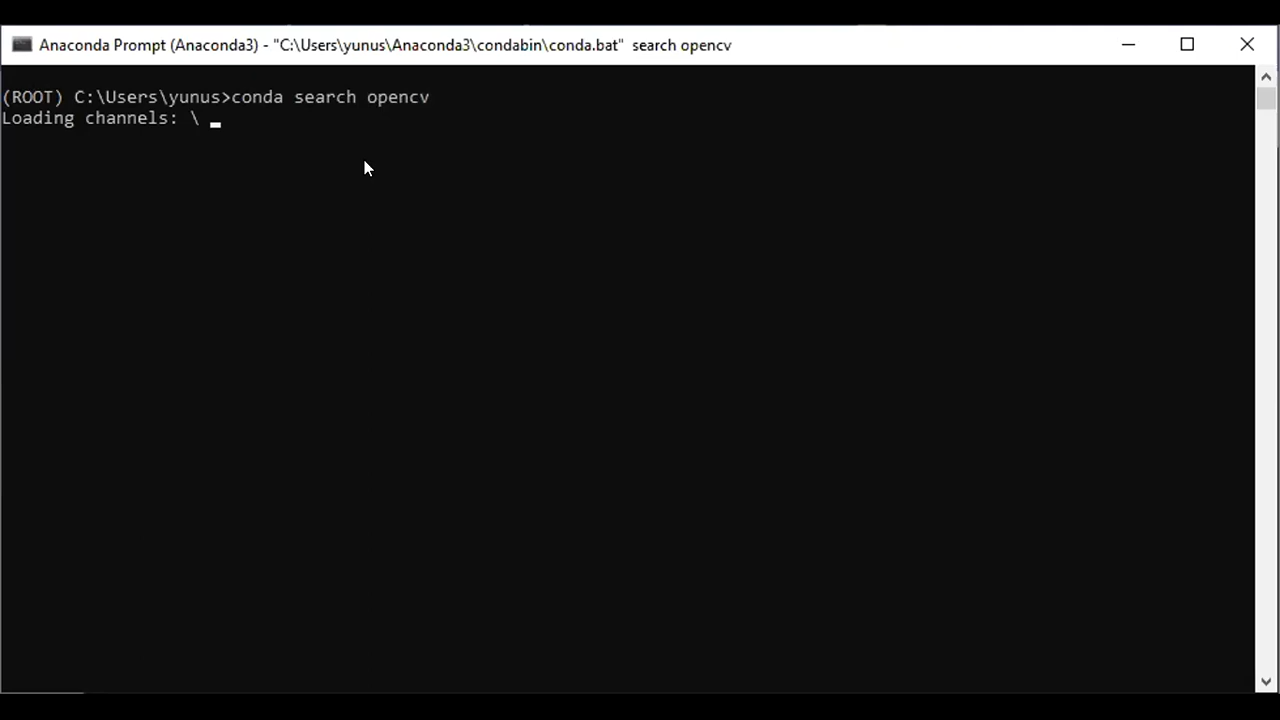 Anaconda Prompt (Anaconda3) - "C:\Users\yunus\Anaconda3\condabin\conda.bat"  search opencv
(ROOT) C:\Users\yunus>conda search opencv
Loading channels: \